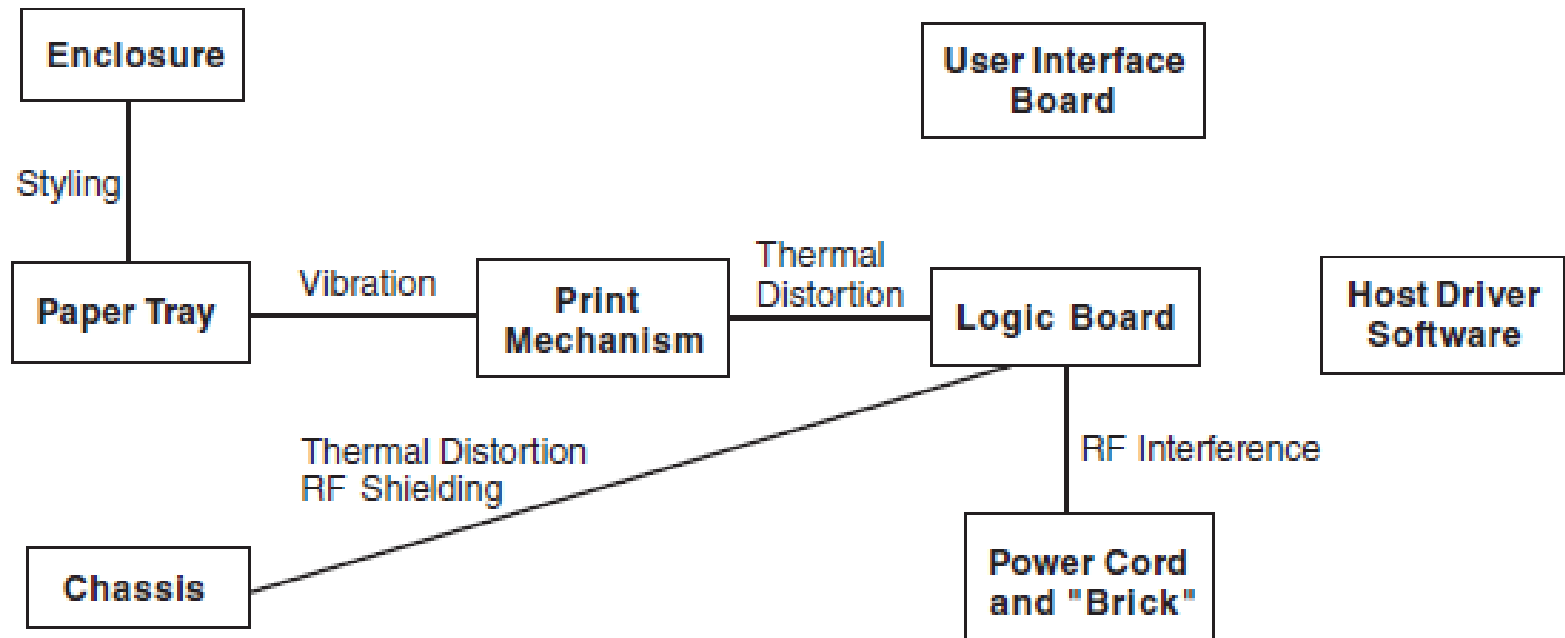 Enclosure
User Interface
Board
Styling
Paper Tray
Vibration
Print
Mechanism
Thermal
Distortion
Logic Board
Host Driver
Software
Thermal Distortion
RF Shielding
RF Interference
Chassis
Power Cord
and "Brick"